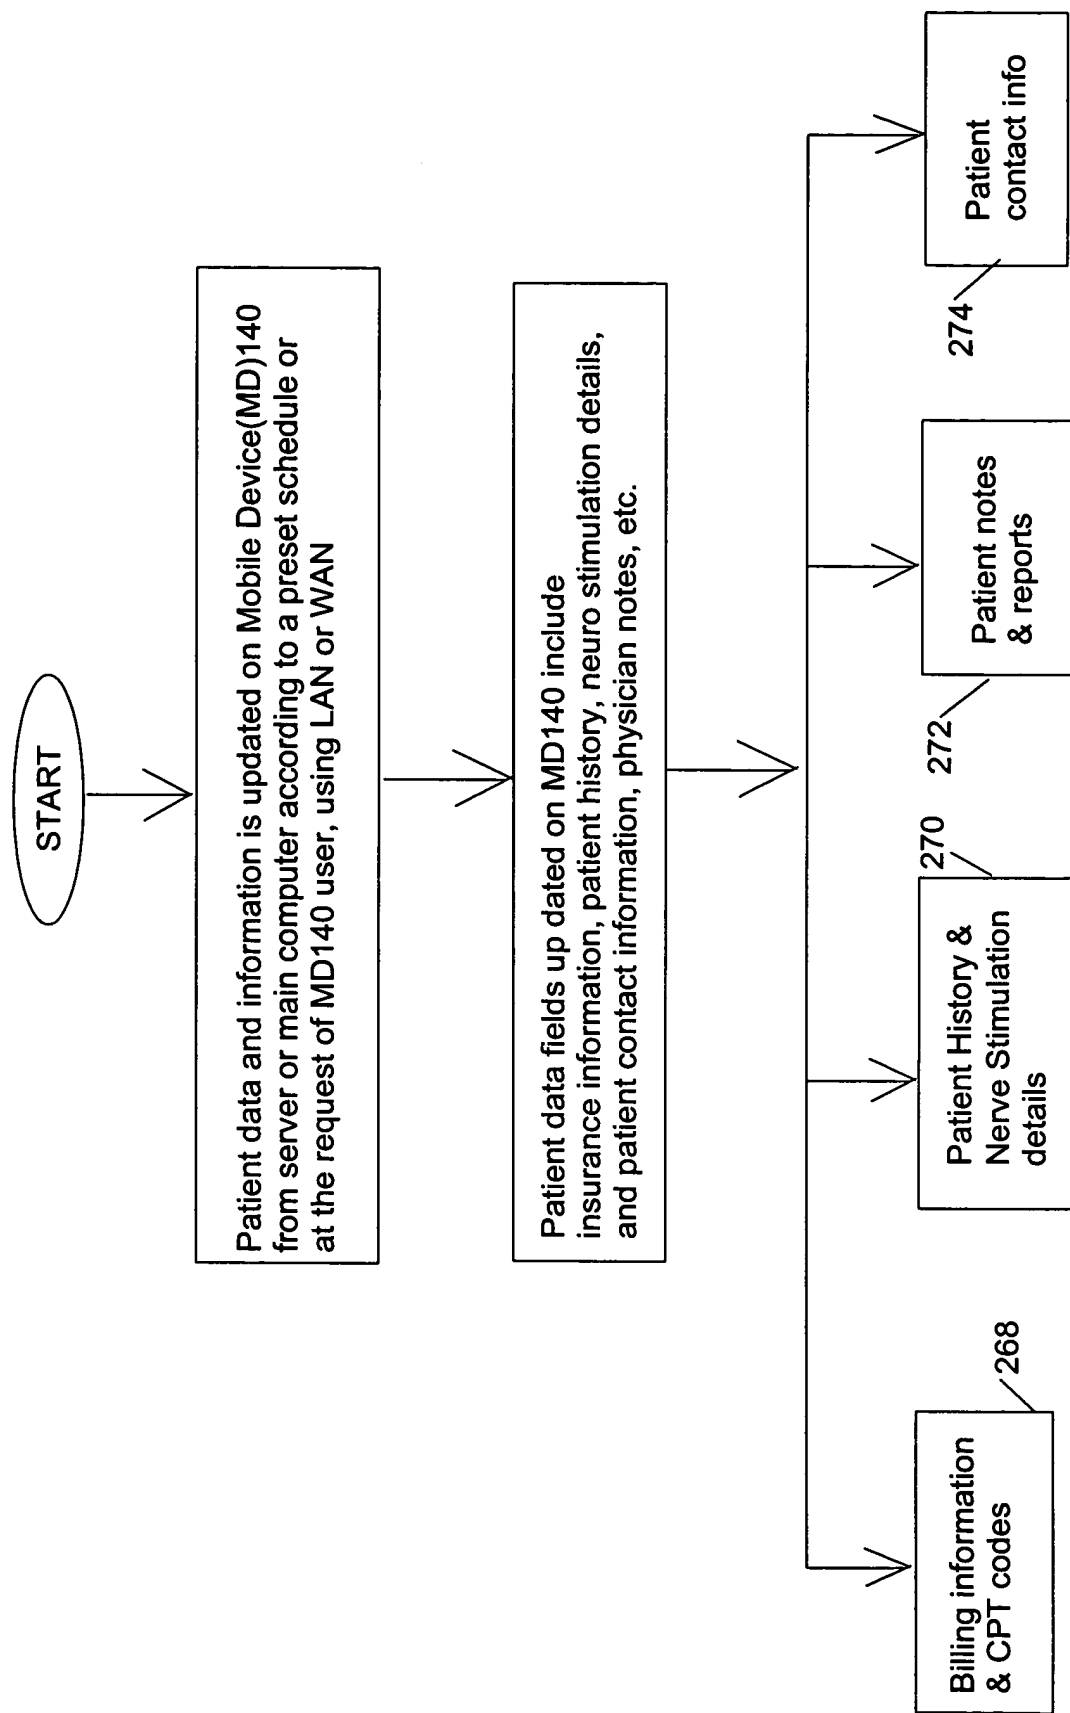 START
Patient data and information is updated on Mobile Device(MD)140
from server or main computer according to a preset schedule or
at the request of MD140 user, using LAN or WAN
Patient data fields up dated on MD140 include
insurance information, patient history, neuro stimulation details,
and patient contact information, physician notes, etc.
Billing information
& CPT codes
268
Patient History &
Nerve Stimulation
details
270
Patient notes
& reports
272
Patient
contact info
274